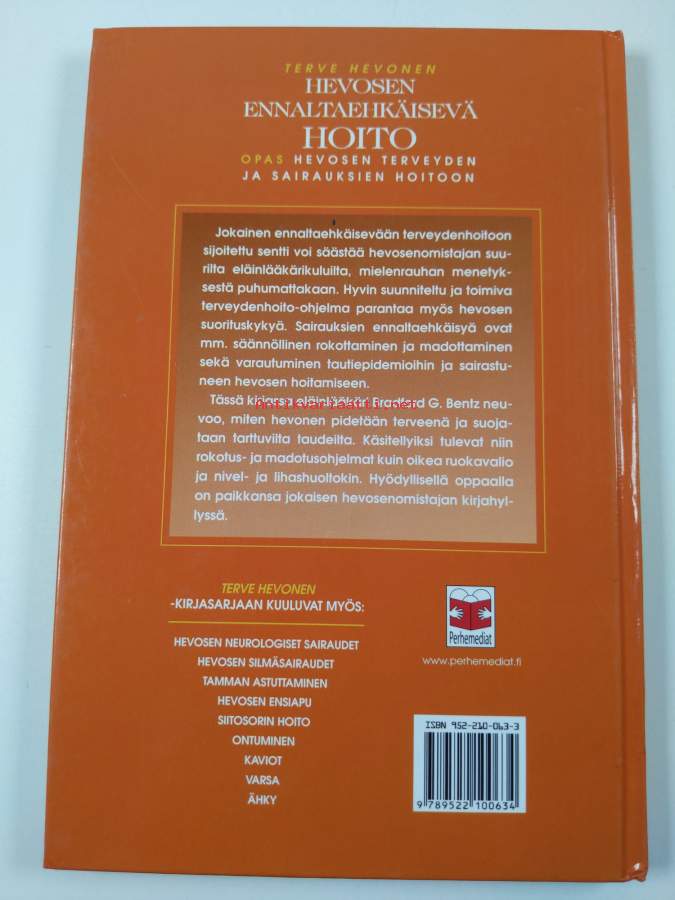 TERVE HEVONEN
HEVOSEN
ENNALTAEHKÄISEVÄ
HOITO
OPAS HEVOSEN TERVEYDEN
JA SAIRAUKSIEN HOITOON
Jokainen ennaltaehkäisevään terveydenhoitoon
sijoitettu sentti voi säästää hevosenomistajan suu-
rilta eläinlääkärikuluilta, mielenrauhan menetyk-
sestä puhumattakaan. Hyvin suunniteltu ja toimiva
terveydenhoito-ohjelma parantaa myös hevosen
suorituskykyä. Sairauksien ennaltaehkäisyä ovat
mm. säännöllinen rokottaminen ja madottaminen
sekä varautuminen tautiepidemioihin ja sairastu-
neen hevosen hoitamiseen.
Tässä kirjassa eläinlääkäri Bradford G. Bentz neu-
voo, miten hevonen pidetään terveenä ja suoja-
taan tarttuvilta taudeilta. Käsitellyiksi tulevat niin
rokotus- ja madotusohjelmat kuin oikea ruokavalio
ja nivel- ja lihashuoltokin. Hyödyllisellä oppaalla
on paikkansa jokaisen hevosenomistajan kirjahyl-
lyssä.
Antikvariaatti.net
TERVE HEVONEN
-KIRJASARJAAN KUULUVAT MYÖS:
HEVOSEN NEUROLOGISET SAIRAUDET
HEVOSEN SILMÄSAIRAUDET
TAMMAN ASTUTTAMINEN
HEVOSEN ENSIAPU
SIITOSORIN HOITO
ONTUMINEN
KAVIOT
VARSA
ÄHKY
Perhemediat
www.perhemediat.fi
ISBN 952-210-063-3
9 789522 100634